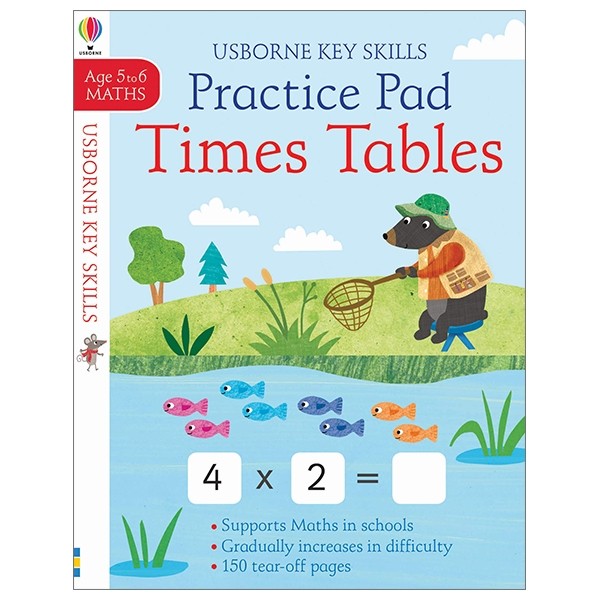 USBORNE
Age 5 to 6
MATHS
USBORNE KEY SKILLS
USBORNE KEY SKILLS
Practice Pad
Times Tables
4 x 2 =
• Supports Maths in schools
• Gradually increases in difficulty
• 150 tear-off pages